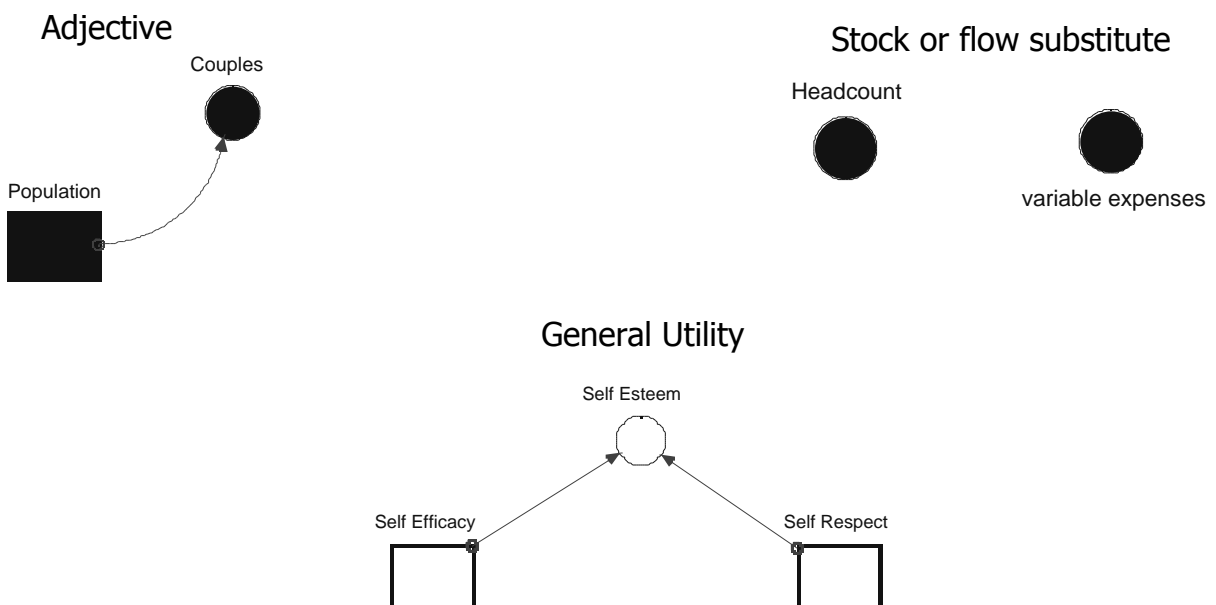 Adjective
Couples
Population
Stock or flow substitute
Headcount
variable expenses
General Utility
Self Esteem
Self Efficacy
Self Respect